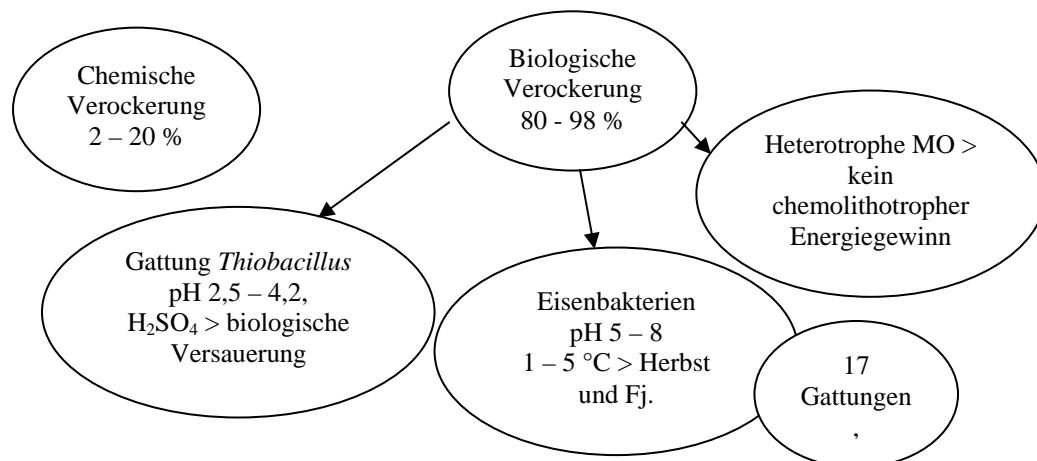 Chemische
Verockerung
2 – 20 %
Biologische
Verockerung
80 - 98 %
Heterotrophe MO >
kein
chemolithotropher
Energiegewinn
Gattung Thiobacillus
pH 2,5 – 4,2,
H₂SO₄ > biologische
Versauerung
Eisenbakterien
pH 5 – 8
1 – 5 °C > Herbst
und Fj.
17
Gattungen
,